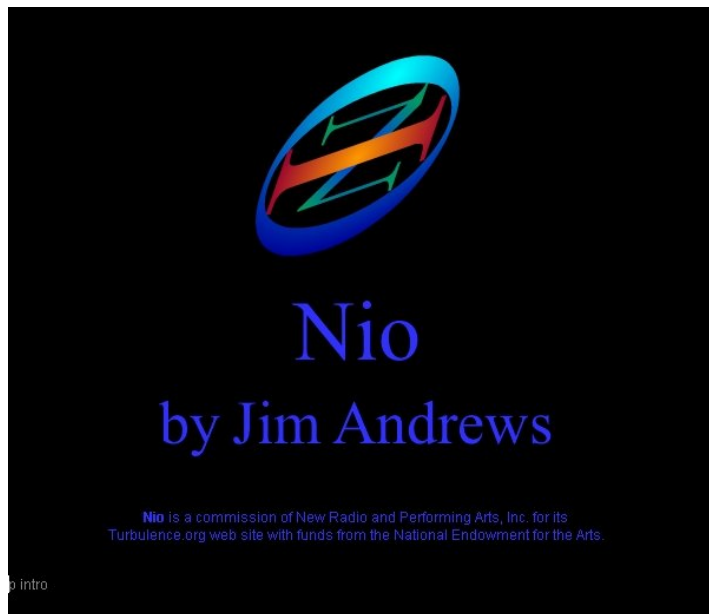 Nio
by Jim Andrews
Nio is a commission of New Radio and Performing Arts, Inc. for its
Turbulence.org web site with funds from the National Endowment for the Arts.
p intro